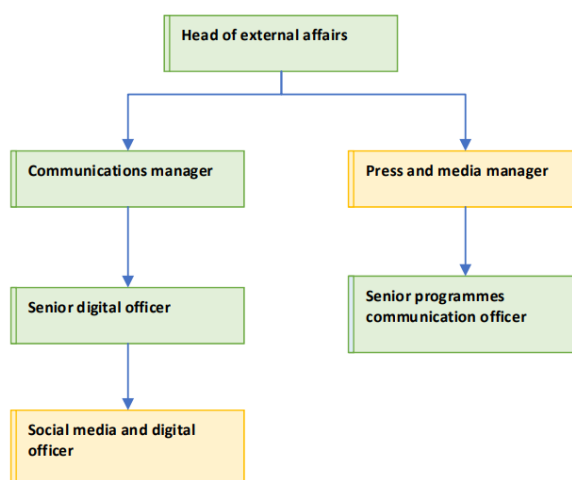 Head of external affairs
Communications manager
Press and media manager
Senior digital officer
Senior programmes
communication officer
Social media and digital
officer